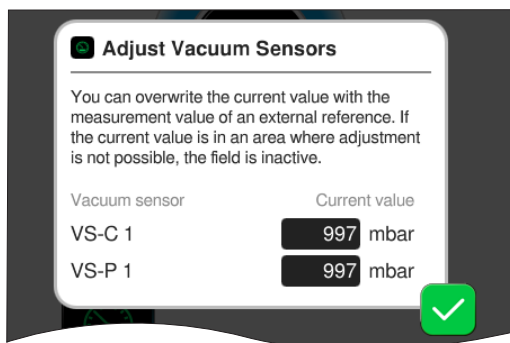 Adjust Vacuum Sensors
You can overwrite the current value with the
measurement value of an external reference. If
the current value is in an area where adjustment
is not possible, the field is inactive.
Vacuum sensor Current value
VS-C 1 997 mbar
VS-P 1 997 mbar